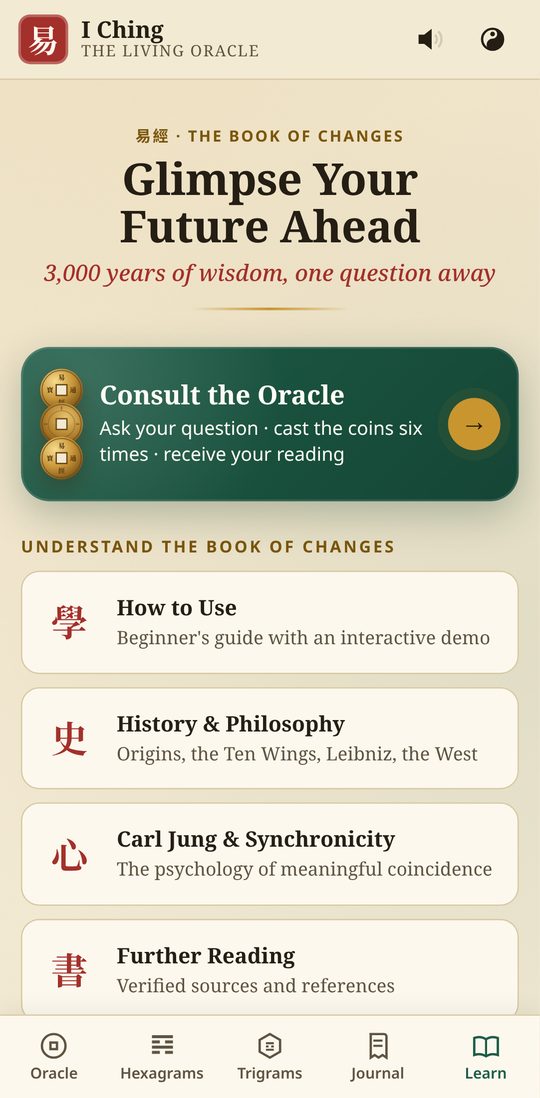 易
I Ching
THE LIVING ORACLE
易經 · THE BOOK OF CHANGES
Glimpse Your
Future Ahead
3,000 years of wisdom, one question away
Consult the Oracle
Ask your question · cast the coins six
times · receive your reading
→
UNDERSTAND THE BOOK OF CHANGES
學
How to Use
Beginner's guide with an interactive demo
史
History & Philosophy
Origins, the Ten Wings, Leibniz, the West
心
Carl Jung & Synchronicity
The psychology of meaningful coincidence
書
Further Reading
Verified sources and references
Oracle
Hexagrams
Trigrams
Journal
Learn